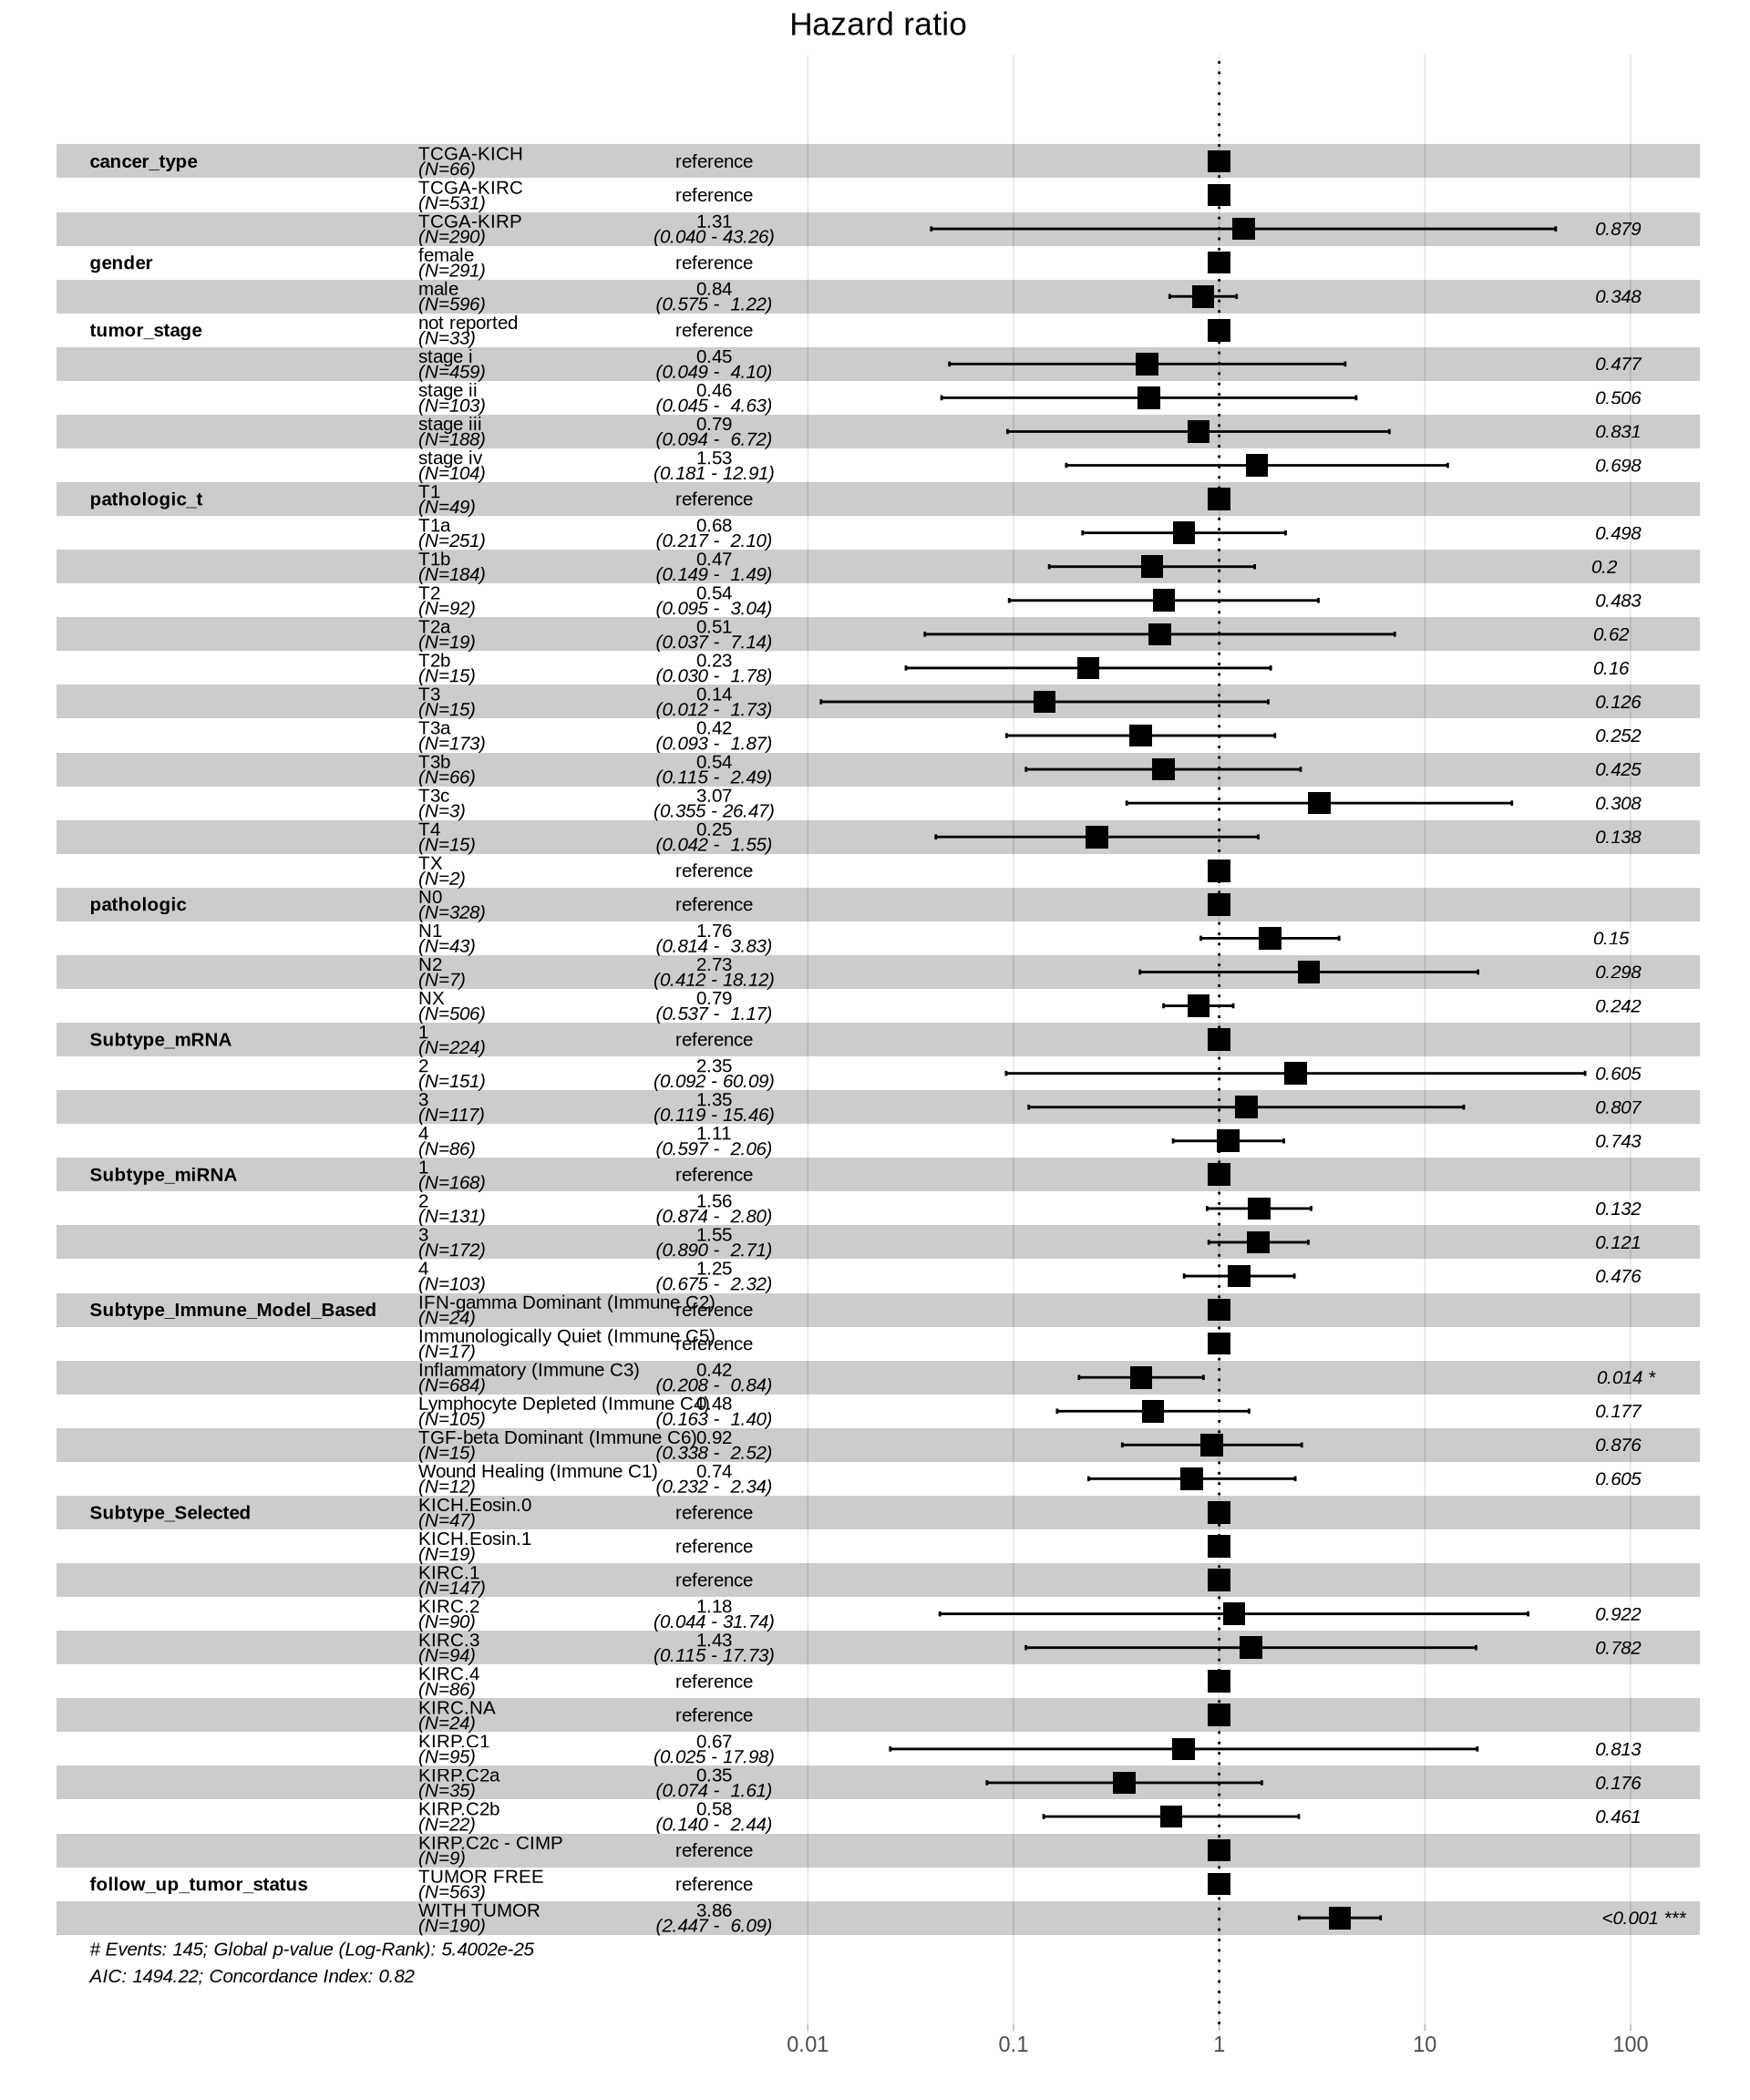 Hazard ratio
cancer_type TCGA-KICH reference
(N=66)
TCGA-KIRC reference
(N=531)
TCGA-KIRP 1.31 0.879
(N=290) (0.040 - 43.26)
gender female reference
(N=291)
male 0.84 0.348
(N=596) (0.575 - 1.22)
tumor_stage not reported reference
(N=33)
stage i 0.45 0.477
(N=459) (0.049 - 4.10)
stage ii 0.46 0.506
(N=103) (0.045 - 4.63)
stage iii 0.79 0.831
(N=188) (0.094 - 6.72)
stage iv 1.53 0.698
(N=104) (0.181 - 12.91)
pathologic_t T1 reference
(N=49)
T1a 0.68 0.498
(N=251) (0.217 - 2.10)
T1b 0.47 0.2
(N=184) (0.149 - 1.49)
T2 0.54 0.483
(N=92) (0.095 - 3.04)
T2a 0.51 0.62
(N=19) (0.037 - 7.14)
T2b 0.23 0.16
(N=15) (0.030 - 1.78)
T3 0.14 0.126
(N=15) (0.012 - 1.73)
T3a 0.42 0.252
(N=173) (0.093 - 1.87)
T3b 0.54 0.425
(N=66) (0.115 - 2.49)
T3c 3.07 0.308
(N=3) (0.355 - 26.47)
T4 0.25 0.138
(N=15) (0.042 - 1.55)
TX reference
(N=2)
pathologic N0 reference
(N=328)
N1 1.76 0.15
(N=43) (0.814 - 3.83)
N2 2.73 0.298
(N=7) (0.412 - 18.12)
NX 0.79 0.242
(N=506) (0.537 - 1.17)
Subtype_mRNA 1 reference
(N=224)
2 2.35 0.605
(N=151) (0.092 - 60.09)
3 1.35 0.807
(N=117) (0.119 - 15.46)
4 1.11 0.743
(N=86) (0.597 - 2.06)
Subtype_miRNA 1 reference
(N=168)
2 1.56 0.132
(N=131) (0.874 - 2.80)
3 1.55 0.121
(N=172) (0.890 - 2.71)
4 1.25 0.476
(N=103) (0.675 - 2.32)
Subtype_Immune_Model_Based IFN-gamma Dominant (Immune C2) reference
(N=24)
Immunologically Quiet (Immune C5) reference
(N=17)
Inflammatory (Immune C3) 0.42 0.014 *
(N=684) (0.208 - 0.84)
Lymphocyte Depleted (Immune C4) 0.48 0.177
(N=105) (0.163 - 1.40)
TGF-beta Dominant (Immune C6) 0.92 0.876
(N=15) (0.338 - 2.52)
Wound Healing (Immune C1) 0.74 0.605
(N=12) (0.232 - 2.34)
Subtype_Selected KICH.Eosin.0 reference
(N=47)
KICH.Eosin.1 reference
(N=19)
KIRC.1 reference
(N=147)
KIRC.2 1.18 0.922
(N=90) (0.044 - 31.74)
KIRC.3 1.43 0.782
(N=94) (0.115 - 17.73)
KIRC.4 reference
(N=86)
KIRC.NA reference
(N=24)
KIRP.C1 0.67 0.813
(N=95) (0.025 - 17.98)
KIRP.C2a 0.35 0.176
(N=35) (0.074 - 1.61)
KIRP.C2b 0.58 0.461
(N=22) (0.140 - 2.44)
KIRP.C2c - CIMP reference
(N=9)
follow_up_tumor_status TUMOR FREE reference
(N=563)
WITH TUMOR 3.86 <0.001 ***
(N=190) (2.447 - 6.09)
# Events: 145; Global p-value (Log-Rank): 5.4002e-25
AIC: 1494.22; Concordance Index: 0.82
0.01 0.1 1 10 100